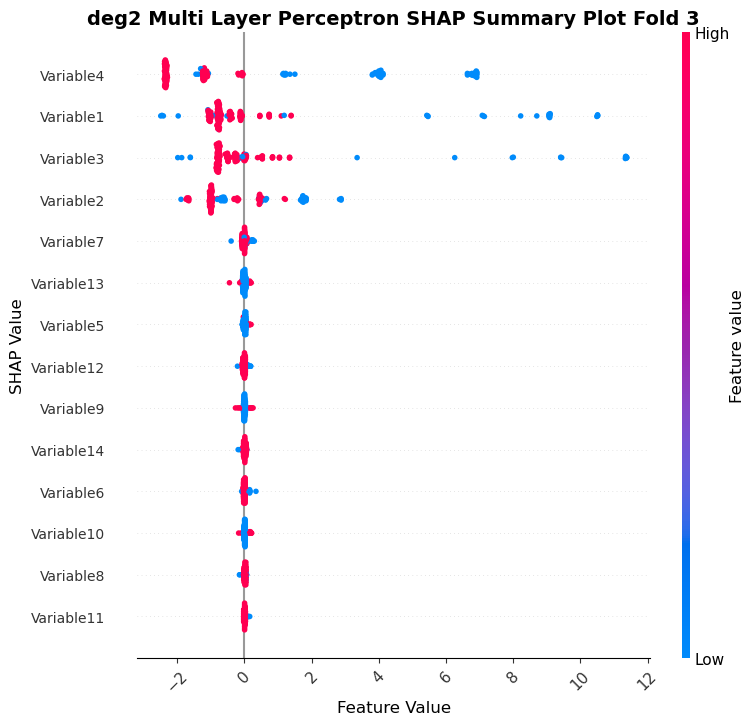 deg2 Multi Layer Perceptron SHAP Summary Plot Fold 3
High
Variable4
Variable1
Variable3
Variable2
Variable7
Variable13
Variable5
Variable12
Variable9
Variable14
Variable6
Variable10
Variable8
Variable11
SHAP Value
Feature value
Low
−2 0 2 4 6 8 10 12
Feature Value